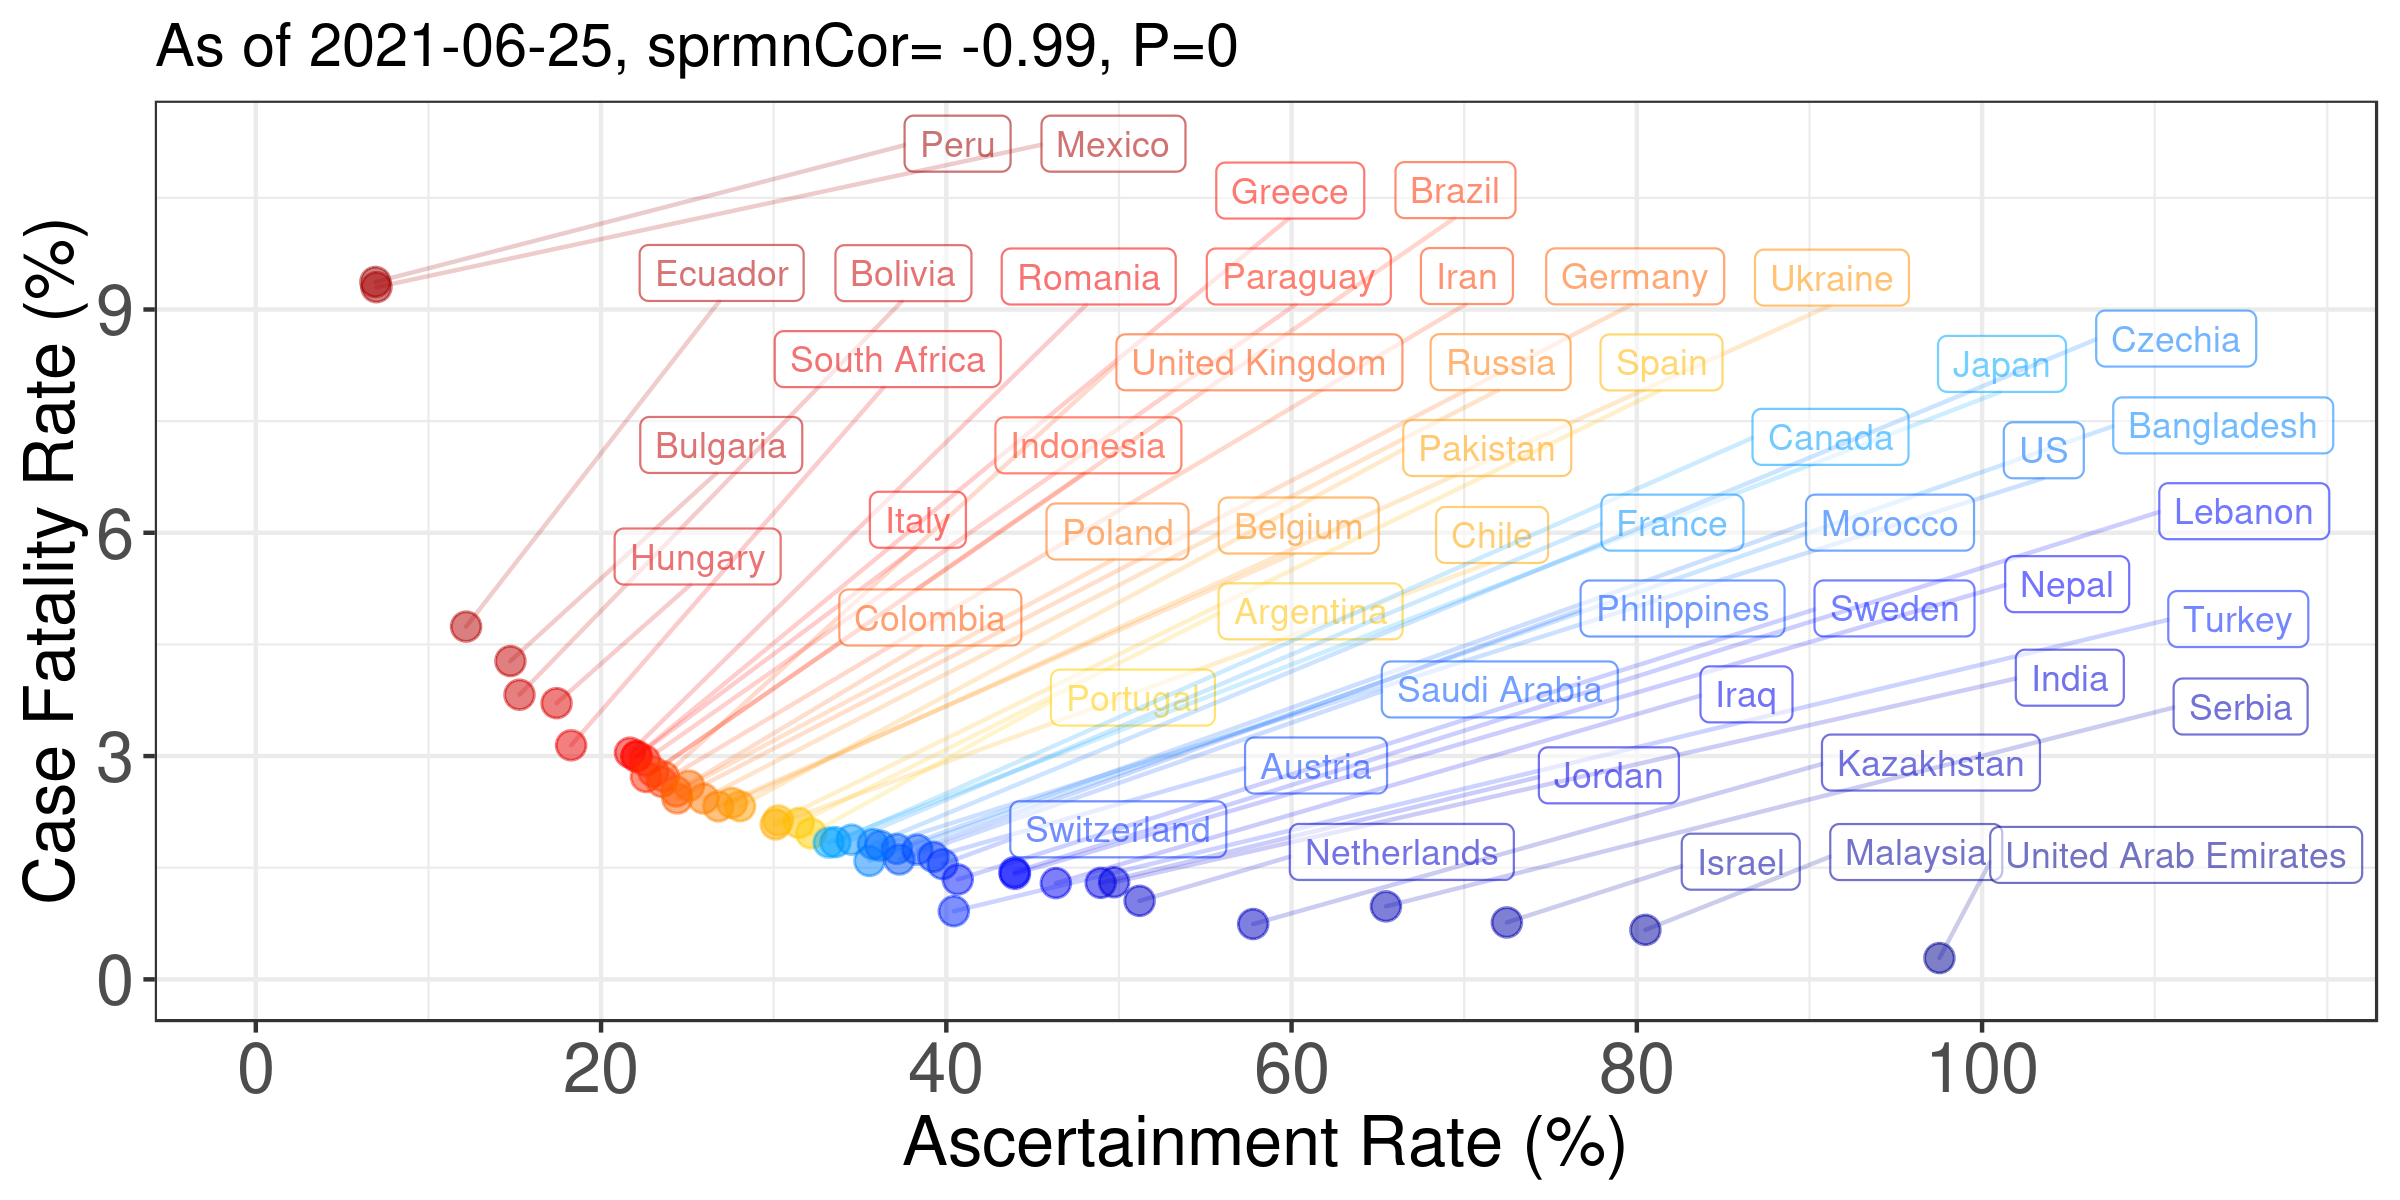 As of 2021-06-25, sprmnCor= -0.99, P=0
Peru Mexico
Greece Brazil
Ecuador Bolivia Romania Paraguay Iran Germany Ukraine
South Africa United Kingdom Russia Spain Japan Czechia
Bulgaria Indonesia Pakistan Canada US Bangladesh
Italy Poland Belgium Chile France Morocco Lebanon
Hungary Colombia Argentina Philippines Sweden Nepal Turkey
Portugal Saudi Arabia Iraq India Serbia
Austria Jordan Kazakhstan
Switzerland Netherlands Israel Malaysia United Arab Emirates
Case Fatality Rate (%)
9
6
3
0
0 20 40 60 80 100
Ascertainment Rate (%)